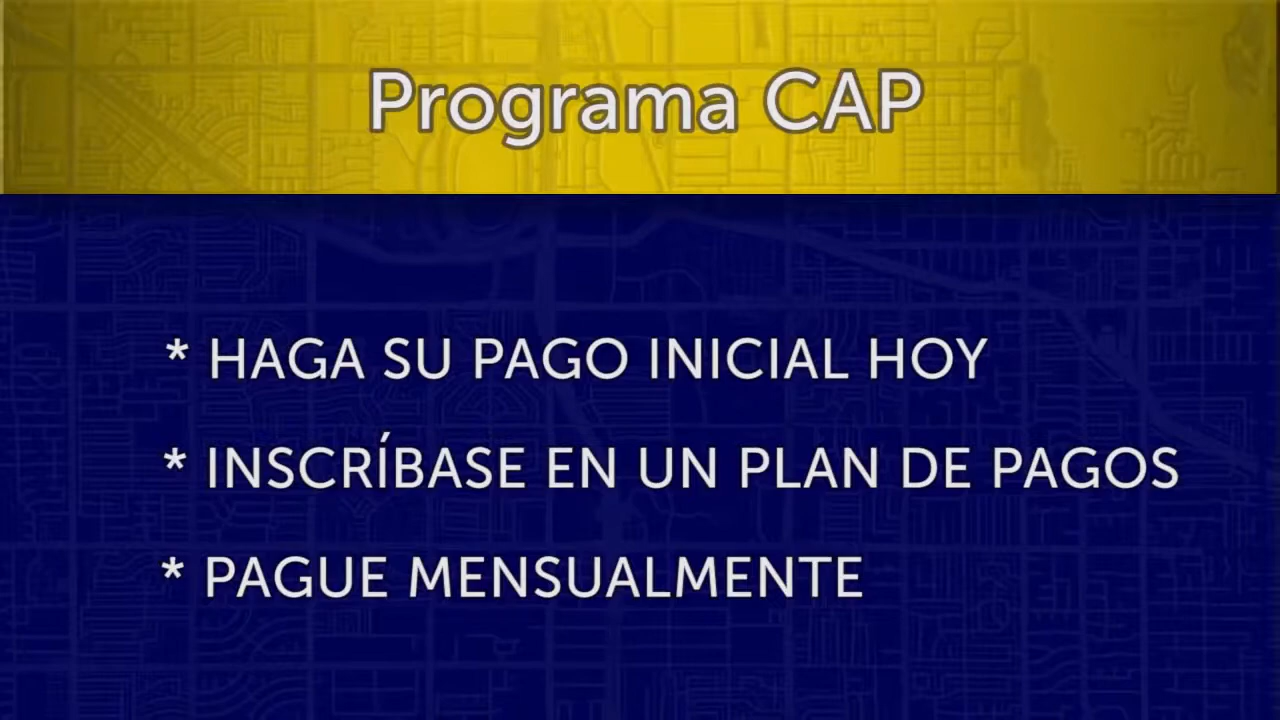 Programa CAP
* HAGA SU PAGO INICIAL HOY
* INSCRÍBASE EN UN PLAN DE PAGOS
* PAGUE MENSUALMENTE